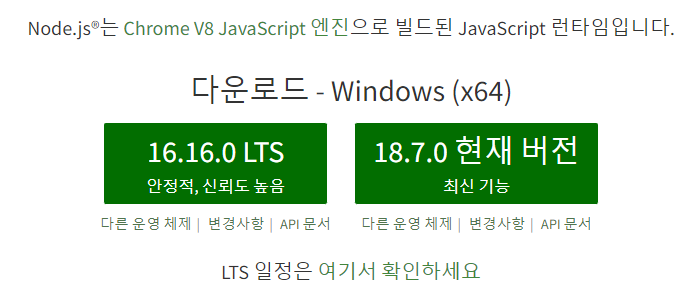 Node.js®는 Chrome V8 JavaScript 엔진으로 빌드된 JavaScript 런타임입니다.
다운로드 - Windows (x64)
16.16.0 LTS
안정적, 신뢰도 높음
18.7.0 현재 버전
최신 기능
다른 운영 체제 | 변경사항 | API 문서
다른 운영 체제 | 변경사항 | API 문서
LTS 일정은 여기서 확인하세요